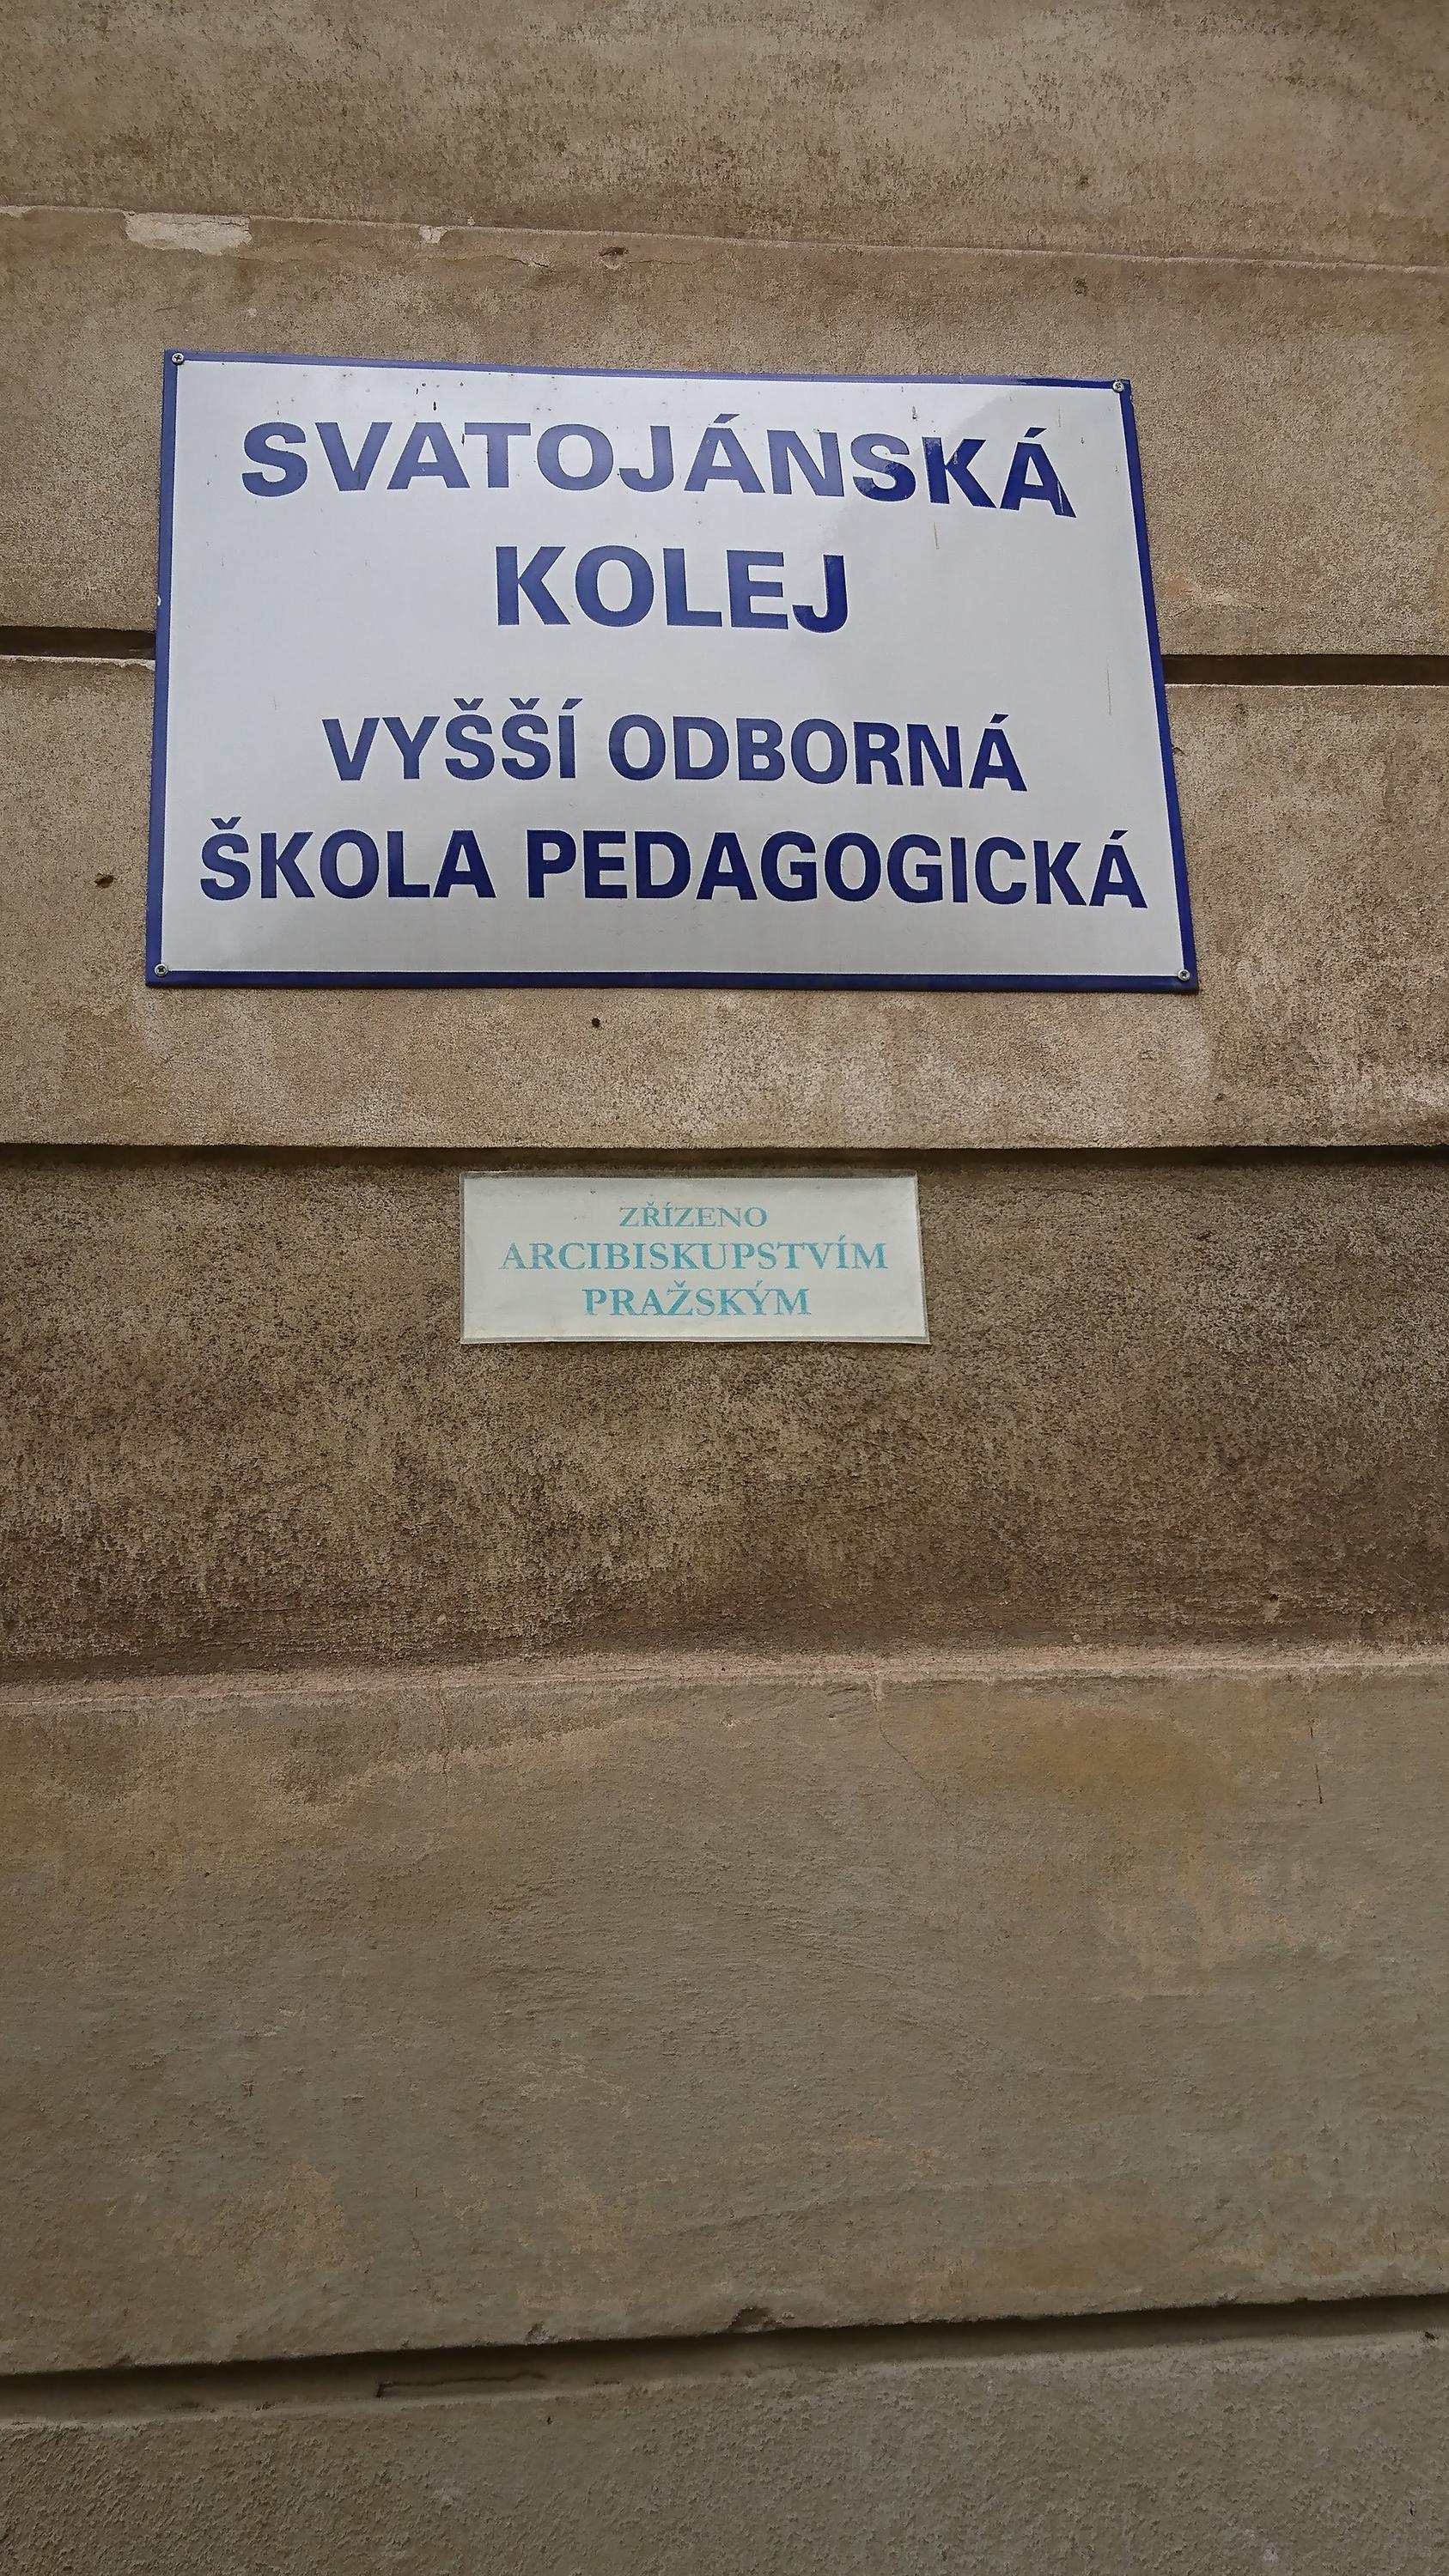 SVATOJÁNSKÁ
KOLEJ
VYŠŠÍ ODBORNÁ
ŠKOLA PEDAGOGICKÁ
ZŘÍZENO
ARCIBISKUPSTVÍM
PRAŽSKÝM